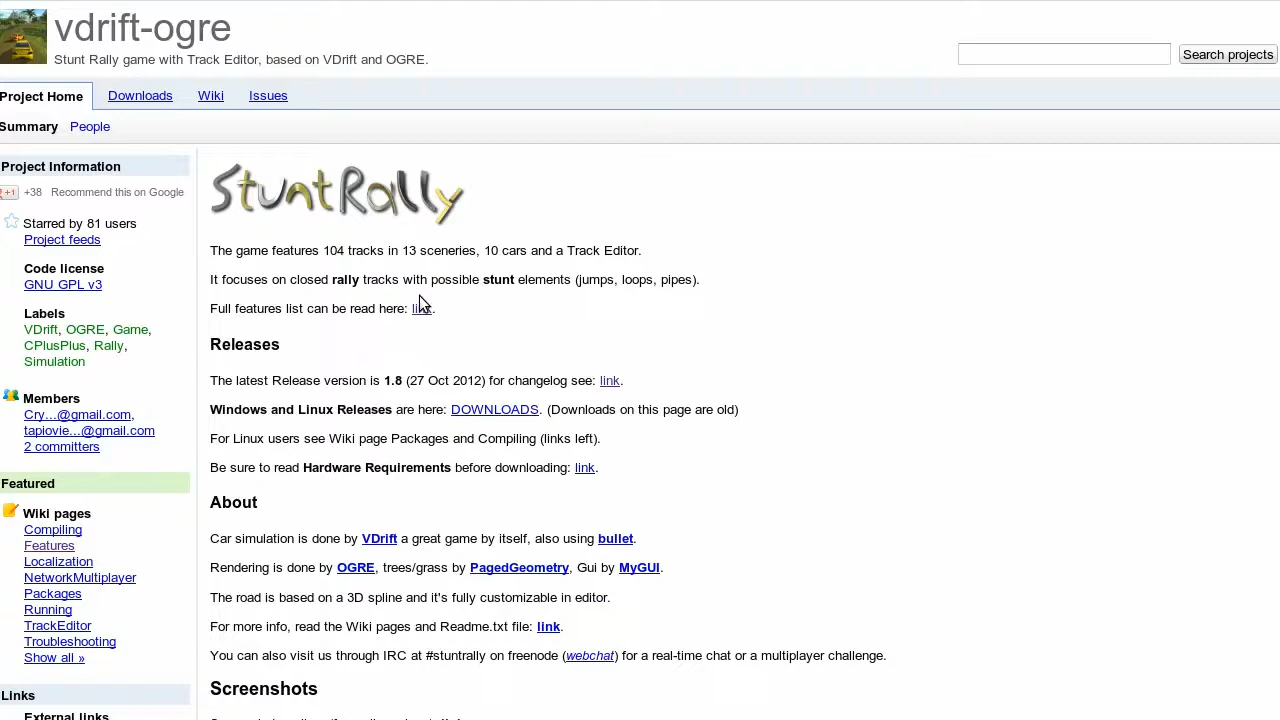 vdrift-ogre
Stunt Rally game with Track Editor, based on VDrift and OGRE.
Search projects
Project Home Downloads Wiki Issues
Summary People
Project Information
+1 +38 Recommend this on Google
Starred by 81 users
Project feeds
Code license
GNU GPL v3
Labels
VDrift, OGRE, Game,
CPlusPlus, Rally,
Simulation
Members
Cry...@gmail.com,
tapiovie...@gmail.com
2 committers
Featured
Wiki pages
Compiling
Features
Localization
NetworkMultiplayer
Packages
Running
TrackEditor
Troubleshooting
Show all »
Links
External links
StuntRally
The game features 104 tracks in 13 sceneries, 10 cars and a Track Editor.
It focuses on closed rally tracks with possible stunt elements (jumps, loops, pipes).
Full features list can be read here: link.
Releases
The latest Release version is 1.8 (27 Oct 2012) for changelog see: link.
Windows and Linux Releases are here: DOWNLOADS. (Downloads on this page are old)
For Linux users see Wiki page Packages and Compiling (links left).
Be sure to read Hardware Requirements before downloading: link.
About
Car simulation is done by VDrift a great game by itself, also using bullet.
Rendering is done by OGRE, trees/grass by PagedGeometry, Gui by MyGUI.
The road is based on a 3D spline and it's fully customizable in editor.
For more info, read the Wiki pages and Readme.txt file: link.
You can also visit us through IRC at #stuntrally on freenode (webchat) for a real-time chat or a multiplayer challenge.
Screenshots